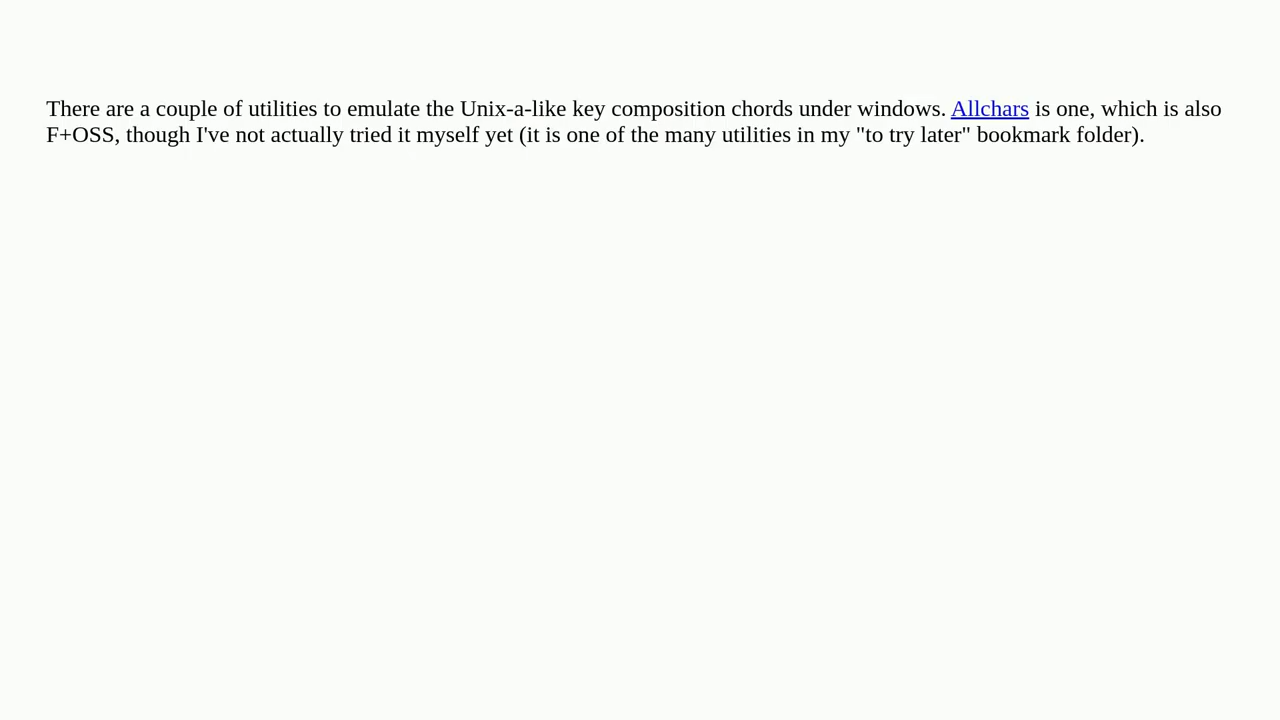 There are a couple of utilities to emulate the Unix-a-like key composition chords under windows. Allchars is one, which is also
F+OSS, though I've not actually tried it myself yet (it is one of the many utilities in my "to try later" bookmark folder).